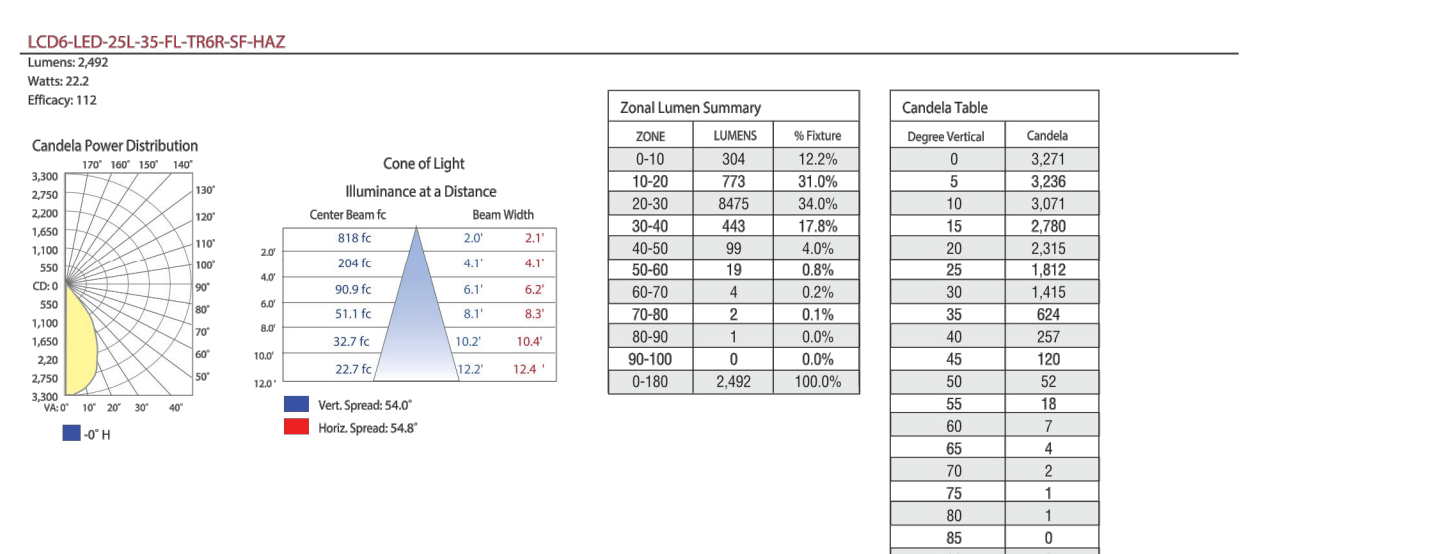 LCD6-LED-25L-35-FL-TR6R-SF-HAZ
Lumens: 2,492
Watts: 22.2
Efficacy: 112
Candela Power Distribution
170° 160° 150° 140°
3,300
2,750
2,200
1,650
1,100
550
CD: 0
550
1,100
1,650
2,20
2,750
3,300
130°
120°
110°
100°
90°
80°
70°
60°
50°
VA: 0° 10° 20° 30° 40°
-0° H
Cone of Light
Illuminance at a Distance
Center Beam fc Beam Width
818 fc 2.0' 2.1'
2.0'
204 fc 4.1' 4.1'
4.0'
90.9 fc 6.1' 6.2'
6.0'
51.1 fc 8.1' 8.3'
8.0'
32.7 fc 10.2' 10.4'
10.0'
22.7 fc 12.2' 12.4 '
12.0 '
Vert. Spread: 54.0°
Horiz. Spread: 54.8°
Zonal Lumen Summary
ZONE LUMENS % Fixture
0-10 304 12.2%
10-20 773 31.0%
20-30 8475 34.0%
30-40 443 17.8%
40-50 99 4.0%
50-60 19 0.8%
60-70 4 0.2%
70-80 2 0.1%
80-90 1 0.0%
90-100 0 0.0%
0-180 2,492 100.0%
Candela Table
Degree Vertical Candela
0 3,271
5 3,236
10 3,071
15 2,780
20 2,315
25 1,812
30 1,415
35 624
40 257
45 120
50 52
55 18
60 7
65 4
70 2
75 1
80 1
85 0